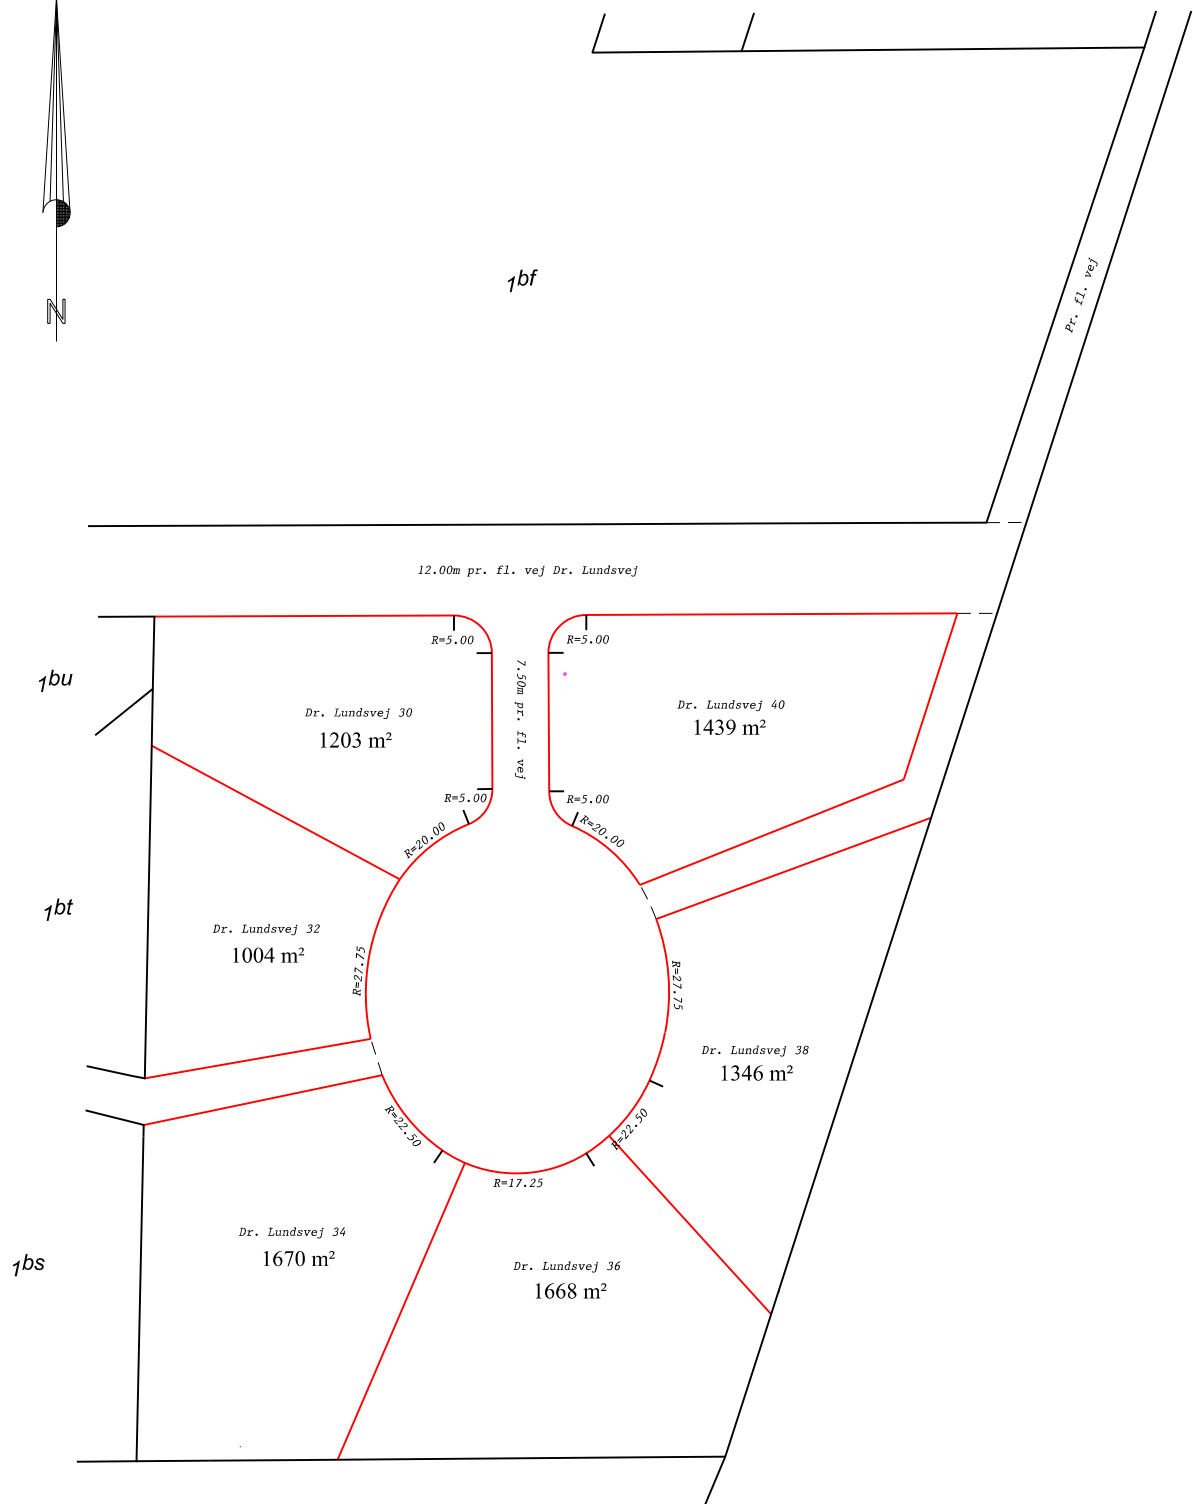 N
1bf
Pr. fl. vej
12.00m pr. fl. vej Dr. Lundsvej
R=5.00
R=5.00
1bu
7.50m pr. fl. vej
Dr. Lundsvej 30
1203 m²
Dr. Lundsvej 40
1439 m²
R=5.00
R=5.00
R=20.00
R=20.00
1bt
Dr. Lundsvej 32
1004 m²
R=27.75
R=27.75
Dr. Lundsvej 38
1346 m²
R=22.50
R=22.50
R=17.25
Dr. Lundsvej 34
1670 m²
1bs
Dr. Lundsvej 36
1668 m²